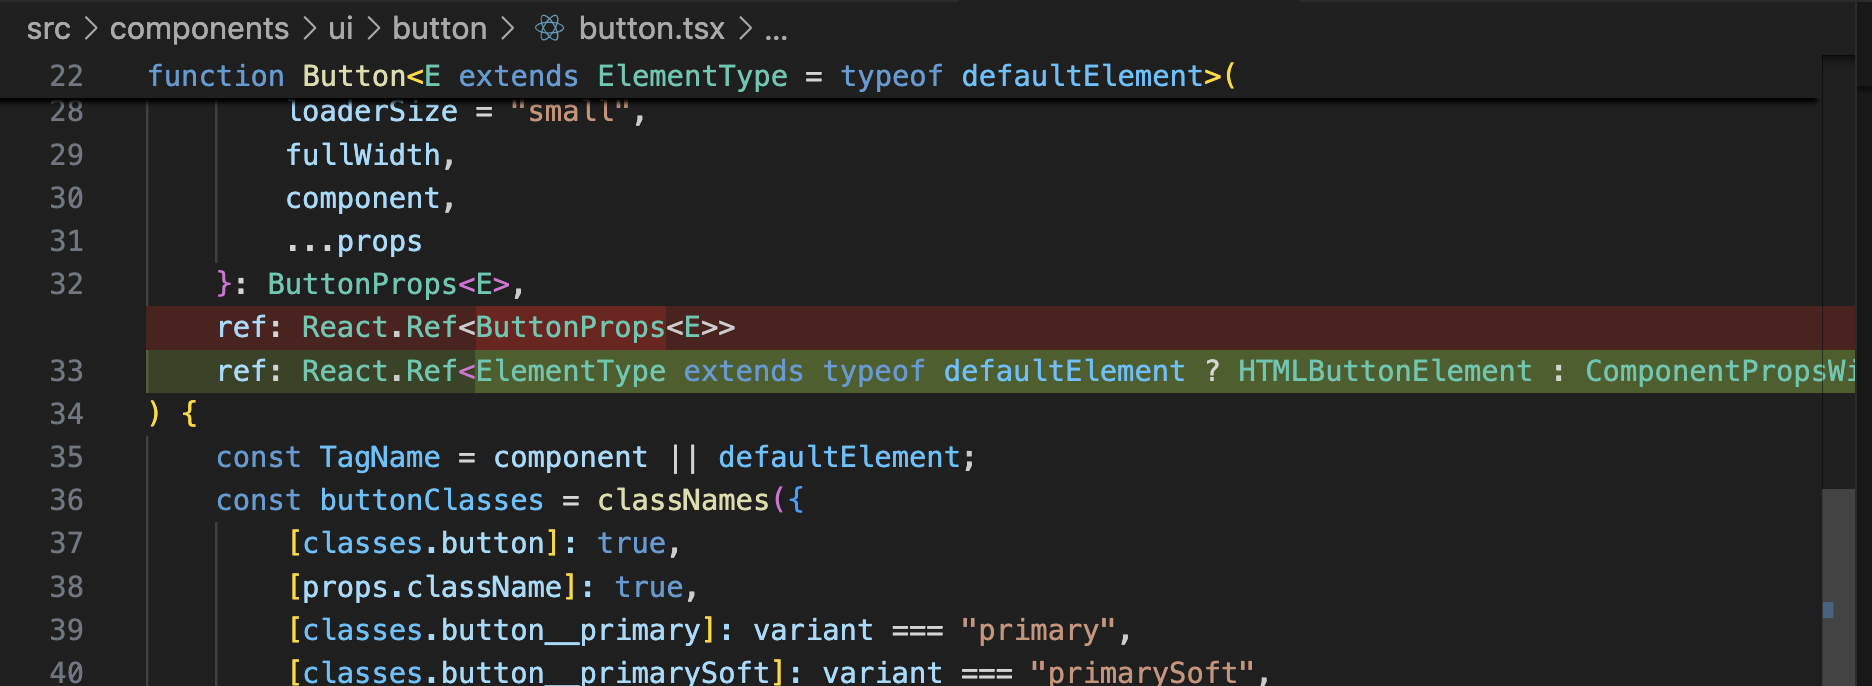 src > components > ui > button > button.tsx > ...
22 function Button<E extends ElementType = typeof defaultElement>(
28 loaderSize = "small",
29 fullWidth,
30 component,
31 ...props
32 }: ButtonProps<E>,
ref: React.Ref<ButtonProps<E>>
33 ref: React.Ref<ElementType extends typeof defaultElement ? HTMLButtonElement : ComponentPropsWi
34 ) {
35 const TagName = component || defaultElement;
36 const buttonClasses = classNames({
37 [classes.button]: true,
38 [props.className]: true,
39 [classes.button__primary]: variant === "primary",
40 [classes.button__primarySoft]: variant === "primarySoft",